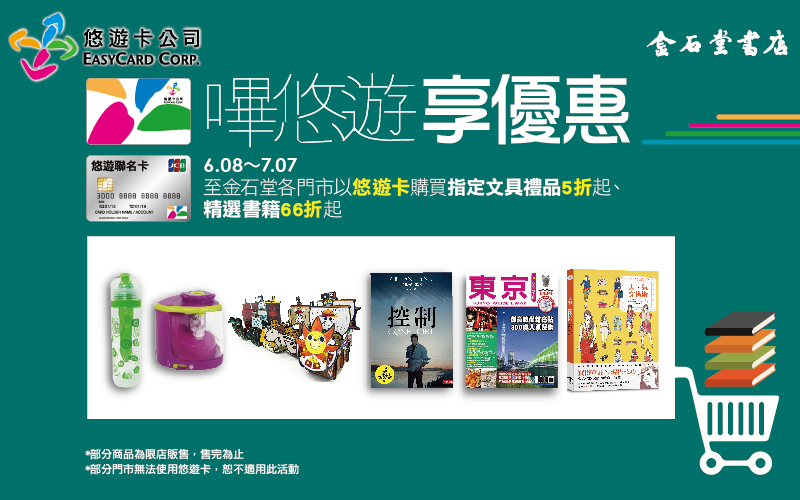 悠遊卡公司
EASYCARD CORP.
金石堂書店
嗶悠遊享優惠
悠遊聯名卡
JCB
6.08～7.07
至金石堂各門市以悠遊卡購買指定文具禮品5折起、
精選書籍66折起
控制
GONE GIRL
東京
*部分商品為限店販售，售完為止
*部分門市無法使用悠遊卡，恕不適用此活動